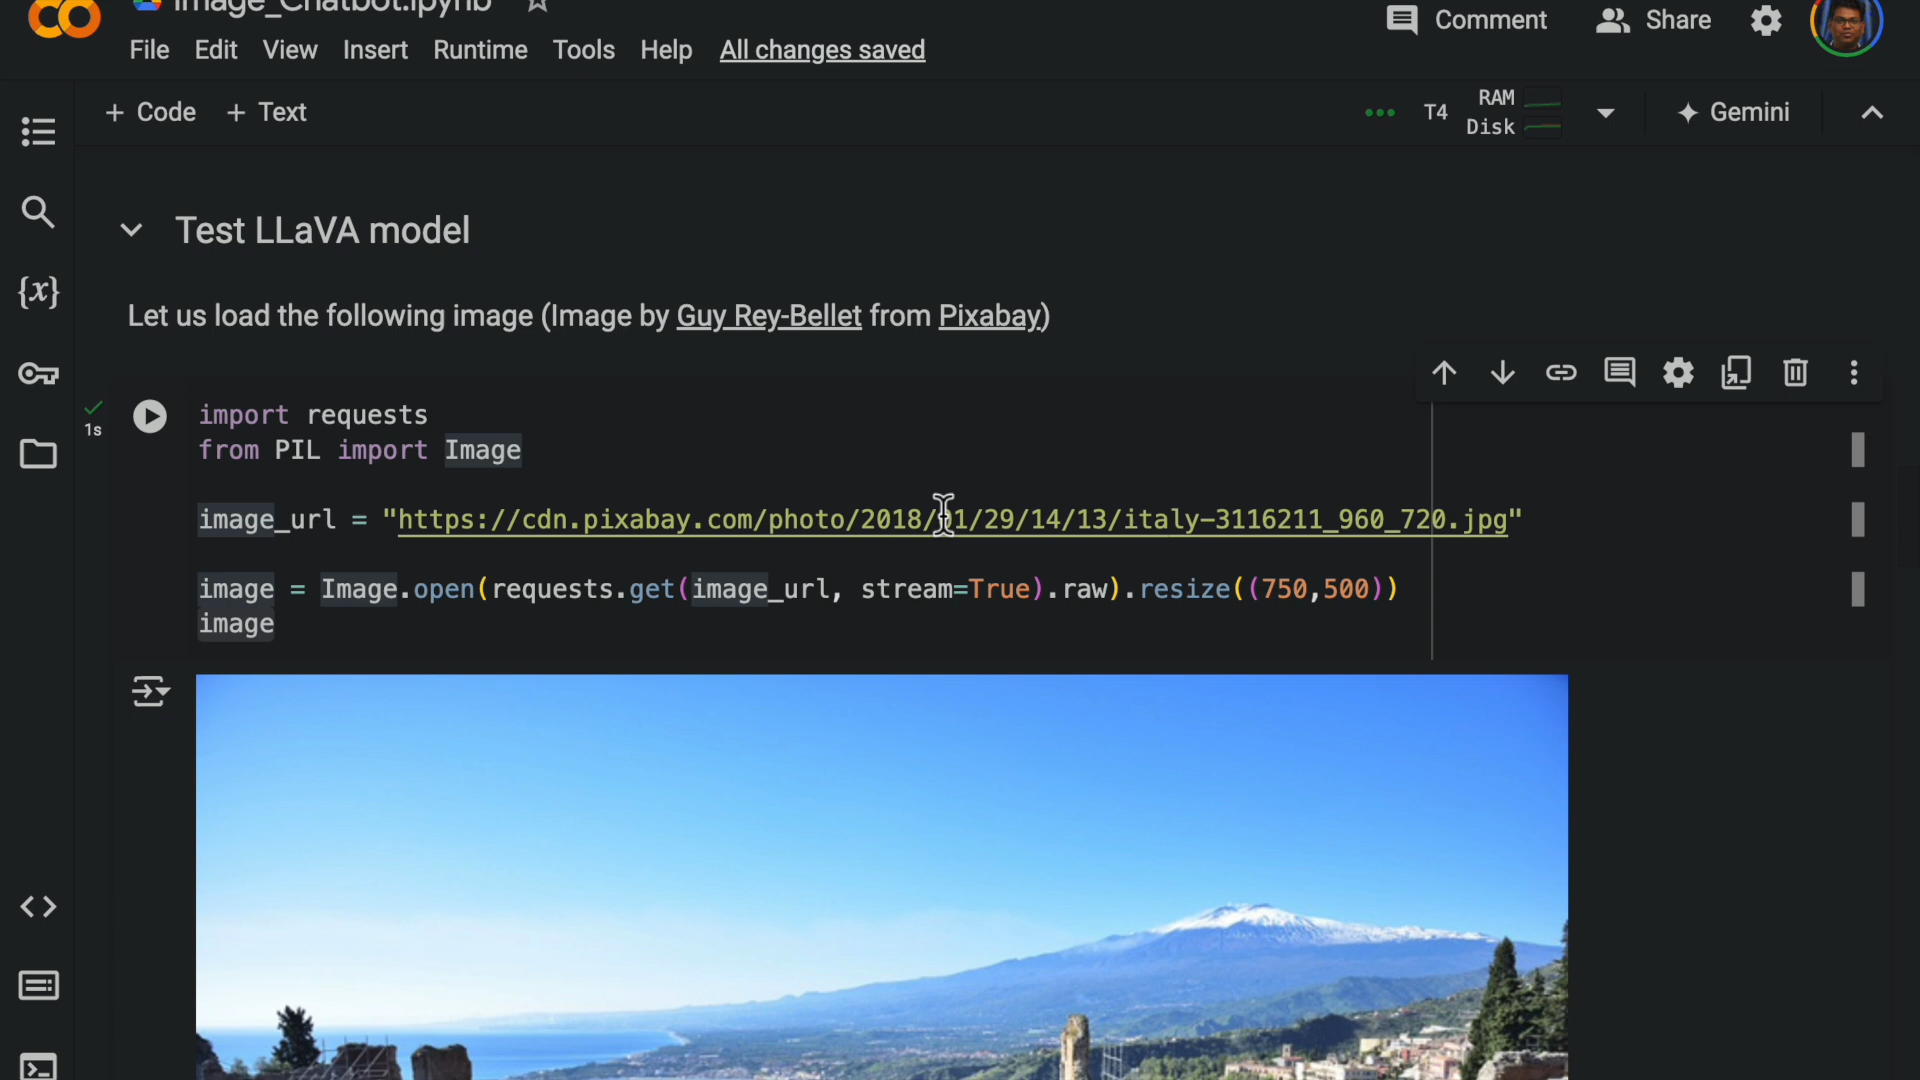 Image_Chatbot.ipynb
Comment
Share
File Edit View Insert Runtime Tools Help All changes saved
+ Code + Text
T4
RAM
Disk
Gemini
Test LLaVA model
Let us load the following image (Image by Guy Rey-Bellet from Pixabay)
1s
import requests
from PIL import Image
image_url = "https://cdn.pixabay.com/photo/2018/01/29/14/13/italy-3116211_960_720.jpg"
image = Image.open(requests.get(image_url, stream=True).raw).resize((750,500))
image